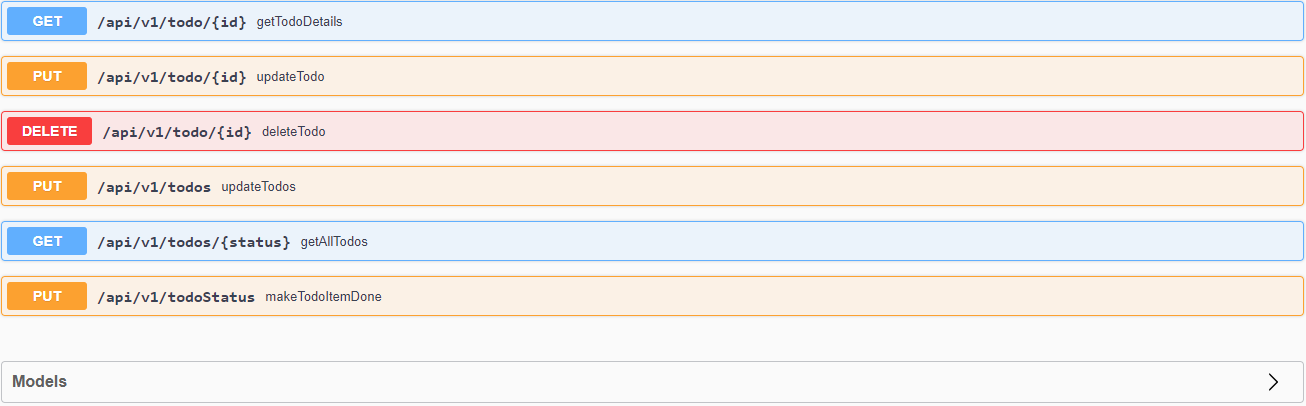 GET /api/v1/todo/{id} getTodoDetails
PUT /api/v1/todo/{id} updateTodo
DELETE /api/v1/todo/{id} deleteTodo
PUT /api/v1/todos updateTodos
GET /api/v1/todos/{status} getAllTodos
PUT /api/v1/todoStatus makeTodoItemDone
Models